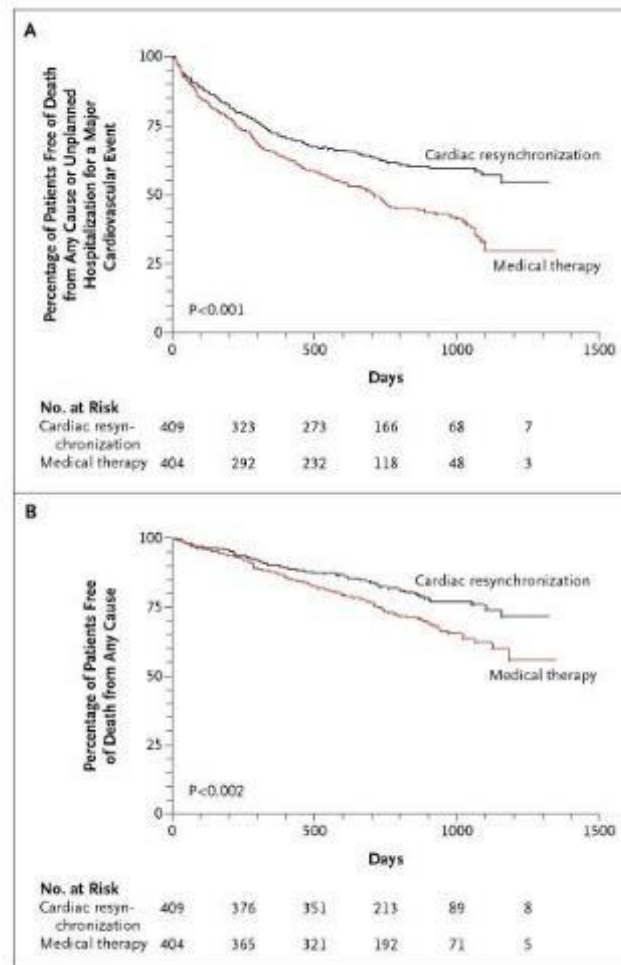 A
Percentage of Patients Free of Death
from Any Cause or Unplanned
Hospitalization for a Major
Cardiovascular Event
100
75
50
25
0
Cardiac resynchronization
Medical therapy
P<0.001
0 500 1000 1500
Days
No. at Risk
Cardiac resyn-
chronization 409 323 273 166 68 7
Medical therapy 404 292 232 118 48 3
B
Percentage of Patients Free
of Death from Any Cause
100
75
50
25
0
Cardiac resynchronization
Medical therapy
P<0.002
0 500 1000 1500
Days
No. at Risk
Cardiac resyn-
chronization 409 376 351 213 89 8
Medical therapy 404 365 321 192 71 5